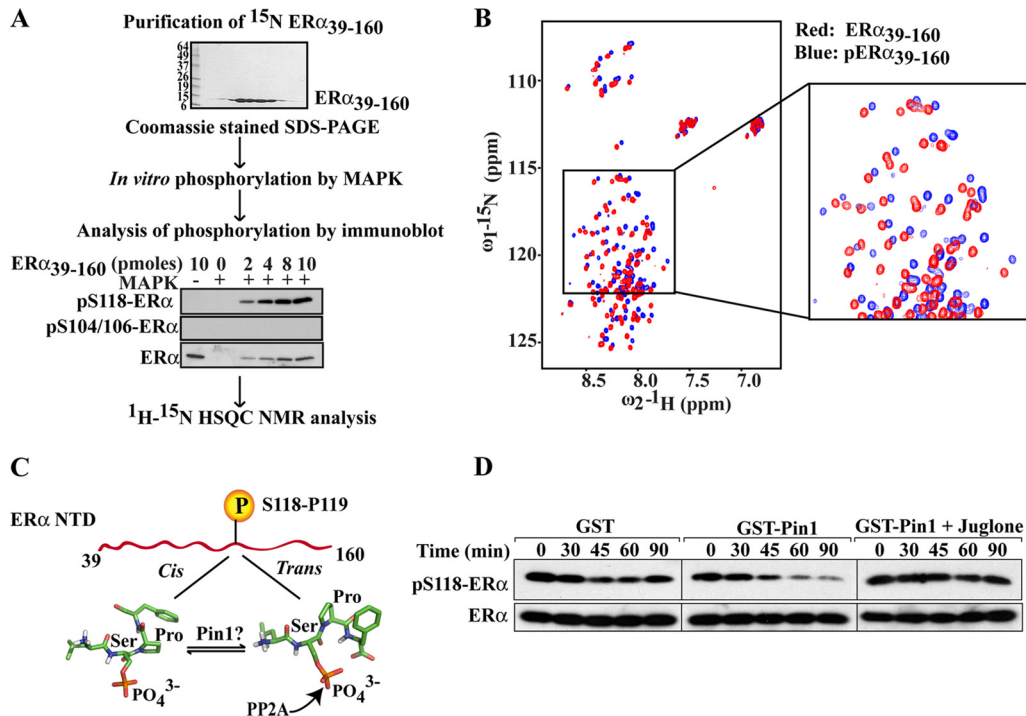 A
Purification of 15N ERα39-160
64
49
37
26
19
15
6
ERα39-160
Coomassie stained SDS-PAGE
In vitro phosphorylation by MAPK
Analysis of phosphorylation by immunoblot
ERα39-160 (pmoles) 10 0 2 4 8 10
MAPK - + + + + +
pS118-ERα
pS104/106-ERα
ERα
1H-15N HSQC NMR analysis
B
Red: ERα39-160
Blue: pERα39-160
110
115
120
125
ω1-15N (ppm)
8.5 8.0 7.5 7.0
ω2-1H (ppm)
C
P S118-P119
ERα NTD
39 160
Cis Trans
Pro
Ser Pro Pin1? Ser
PO43- PO43-
PP2A
D
GST GST-Pin1 GST-Pin1 + Juglone
Time (min) 0 30 45 60 90 0 30 45 60 90 0 30 45 60 90
pS118-ERα
ERα